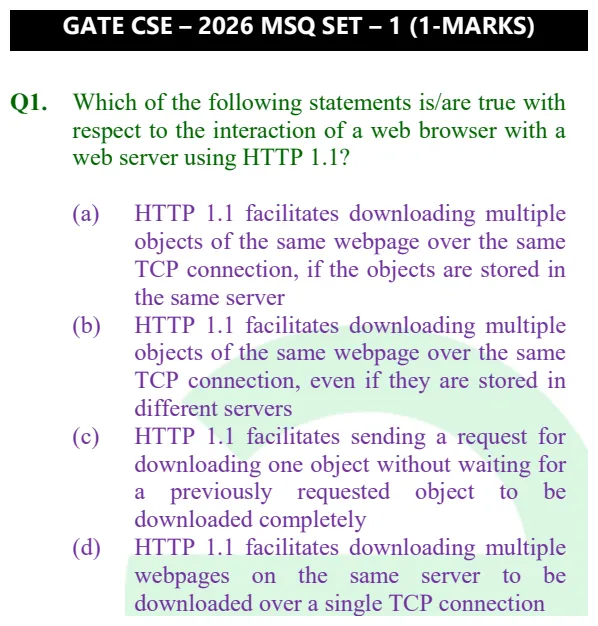 GATE CSE – 2026 MSQ SET – 1 (1-MARKS)
Q1. Which of the following statements is/are true with
respect to the interaction of a web browser with a
web server using HTTP 1.1?
(a) HTTP 1.1 facilitates downloading multiple
objects of the same webpage over the same
TCP connection, if the objects are stored in
the same server
(b) HTTP 1.1 facilitates downloading multiple
objects of the same webpage over the same
TCP connection, even if they are stored in
different servers
(c) HTTP 1.1 facilitates sending a request for
downloading one object without waiting for
a previously requested object to be
downloaded completely
(d) HTTP 1.1 facilitates downloading multiple
webpages on the same server to be
downloaded over a single TCP connection